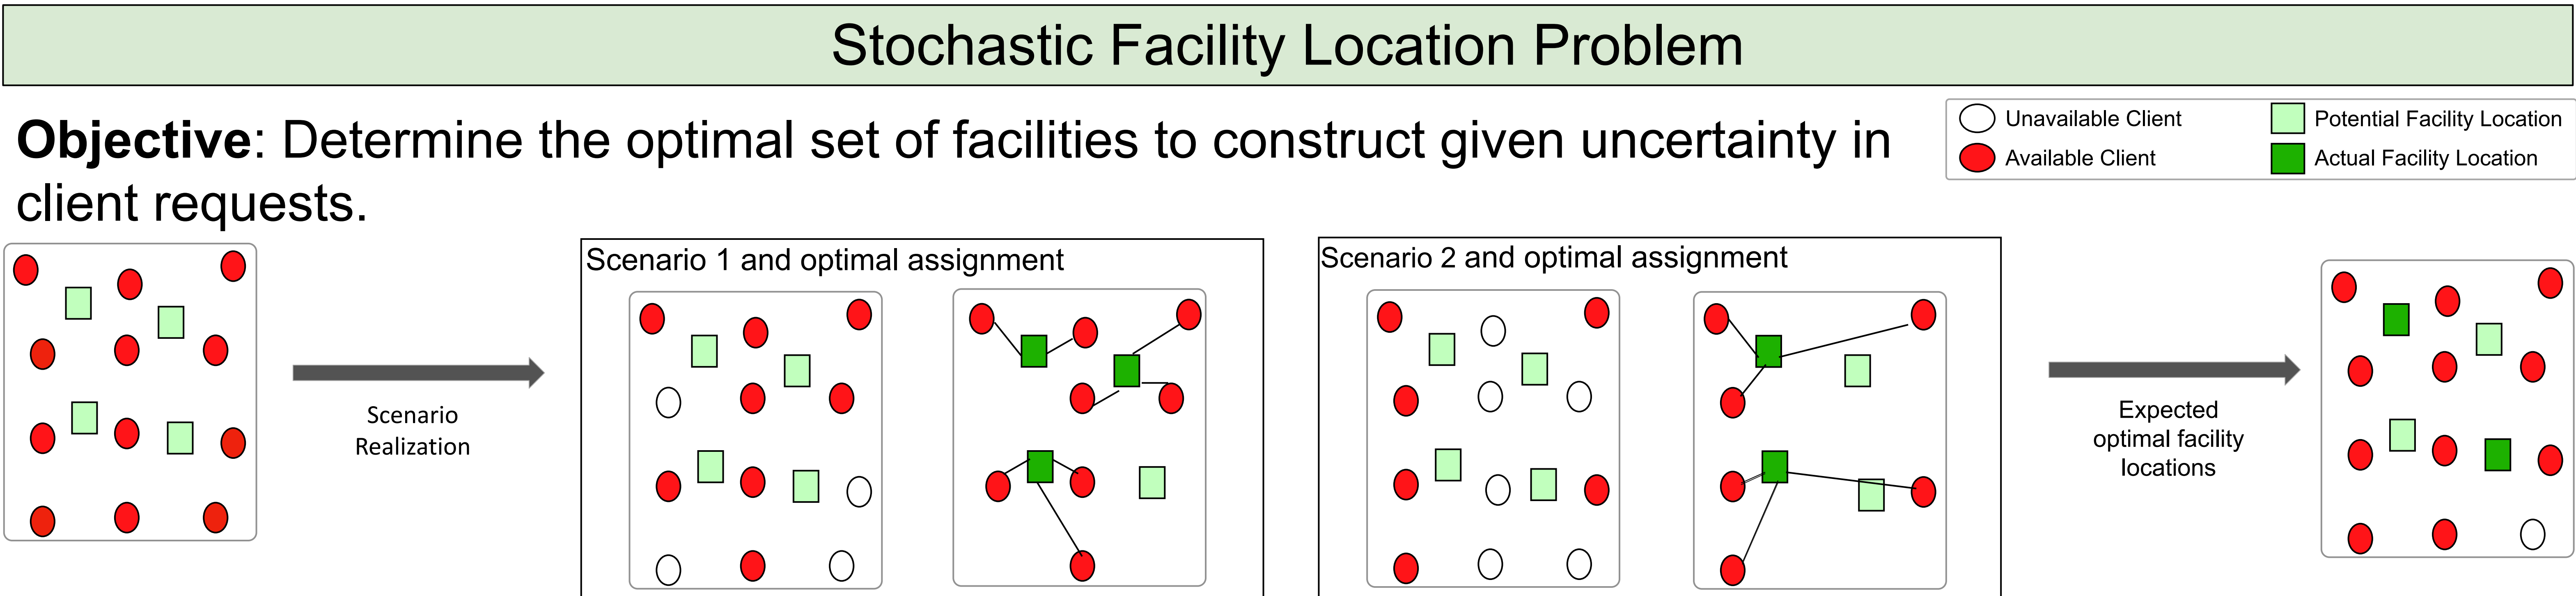 Stochastic Facility Location Problem
Objective: Determine the optimal set of facilities to construct given uncertainty in
client requests.
Unavailable Client
Potential Facility Location
Available Client
Actual Facility Location
Scenario
Realization
Scenario 1 and optimal assignment
Scenario 2 and optimal assignment
Expected
optimal facility
locations